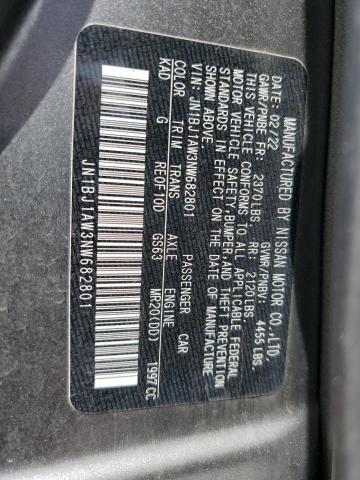 MANUFACTURED BY NISSAN MOTOR CO.,LTD.
DATE: 02/22 GVWR/PNBV: 4455LBS.
GAWR/PNBE FR: 2370LBS. RR: 2120LBS.
THIS VEHICLE CONFORMS TO ALL APPLICABLE FEDERAL
MOTOR VEHICLE SAFETY, BUMPER, AND THEFT PREVENTION
STANDARDS IN EFFECT ON THE DATE OF MANUFACTURE
SHOWN ABOVE.
VIN: JN1BJ1AW3NW682801 PASSENGER CAR
COLOR TRIM TRANS AXLE ENGINE
KAD G RE0F10D GS63 MR20(DD) 1997CC
JN1BJ1AW3NW682801